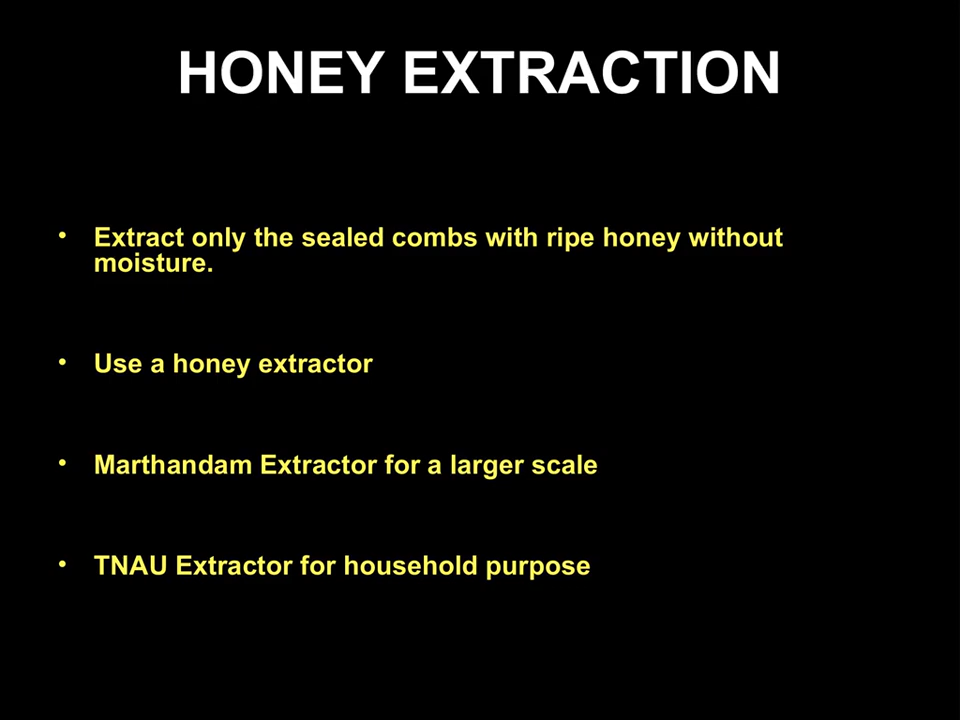 HONEY EXTRACTION
• Extract only the sealed combs with ripe honey without
moisture.
• Use a honey extractor
• Marthandam Extractor for a larger scale
• TNAU Extractor for household purpose